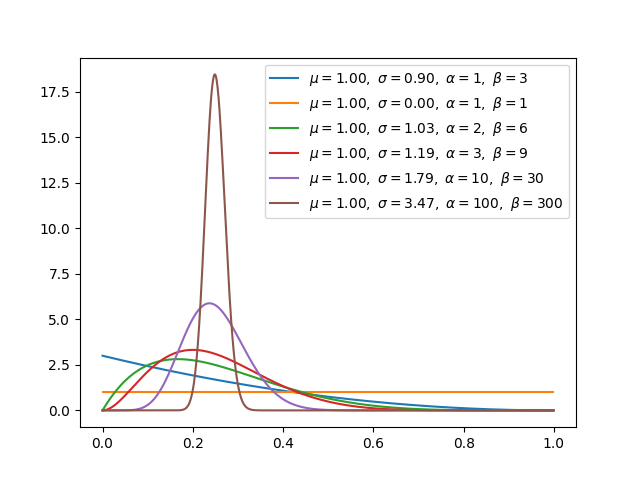 μ = 1.00, σ = 0.90, α = 1, β = 3
μ = 1.00, σ = 0.00, α = 1, β = 1
μ = 1.00, σ = 1.03, α = 2, β = 6
μ = 1.00, σ = 1.19, α = 3, β = 9
μ = 1.00, σ = 1.79, α = 10, β = 30
μ = 1.00, σ = 3.47, α = 100, β = 300
17.5
15.0
12.5
10.0
7.5
5.0
2.5
0.0
0.0 0.2 0.4 0.6 0.8 1.0